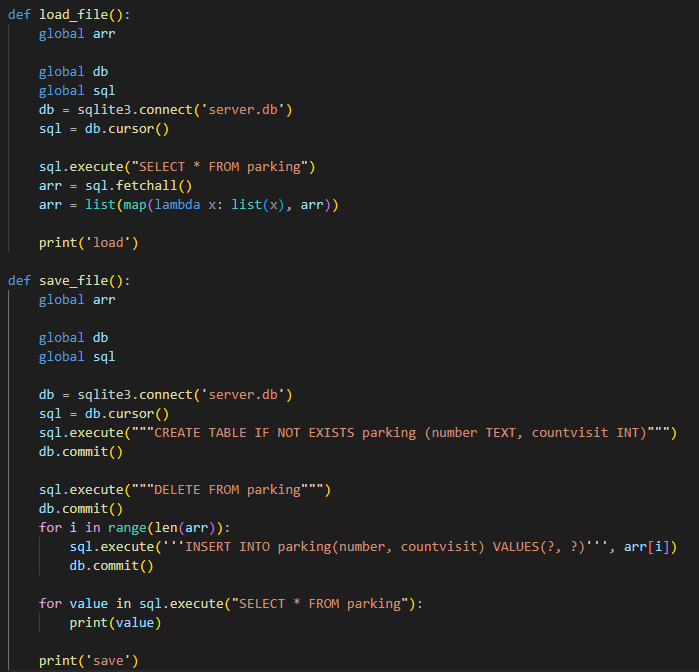 def load_file():
    global arr

    global db
    global sql
    db = sqlite3.connect('server.db')
    sql = db.cursor()

    sql.execute("SELECT * FROM parking")
    arr = sql.fetchall()
    arr = list(map(lambda x: list(x), arr))

    print('load')

def save_file():
    global arr

    global db
    global sql

    db = sqlite3.connect('server.db')
    sql = db.cursor()
    sql.execute("""CREATE TABLE IF NOT EXISTS parking (number TEXT, countvisit INT)""")
    db.commit()

    sql.execute("""DELETE FROM parking""")
    db.commit()
    for i in range(len(arr)):
        sql.execute('''INSERT INTO parking(number, countvisit) VALUES(?, ?)''', arr[i])
        db.commit()

    for value in sql.execute("SELECT * FROM parking"):
        print(value)

    print('save')